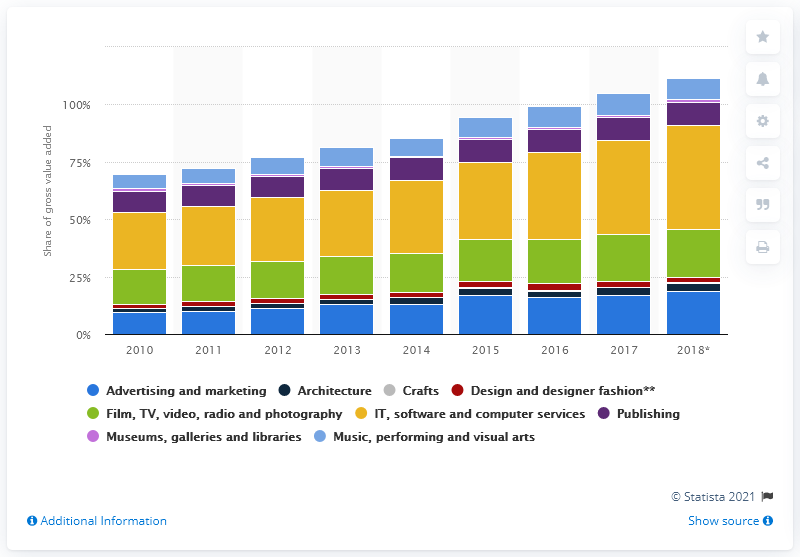 Share of gross value added
100%
75%
50%
25%
0%
2010 2011 2012 2013 2014 2015 2016 2017 2018*
Advertising and marketing Architecture Crafts Design and designer fashion**
Film, TV, video, radio and photography IT, software and computer services Publishing
Museums, galleries and libraries Music, performing and visual arts
© Statista 2021
Additional Information Show source